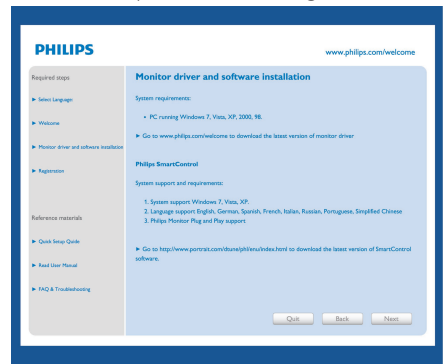 PHILIPS
www.philips.com/welcome
Required steps
Monitor driver and software installation
► Select Language:
System requirements:
► Welcome
• PC running Windows 7, Vista, XP, 2000, 98.
► Go to www.philips.com/welcome to download the latest version of monitor driver
► Monitor driver and software installation
► Registration
Philips SmartControl
System support and requirements:
1. System support Windows 7, Vista, XP.
2. Language support English, German, Spanish, French, Italian, Russian, Portuguese, Simplified Chinese
3. Philips Monitor Plug and Play support
Reference materials
► Quick Setup Guide
► Go to http://www.portrait.com/dtune/phl/enu/index.html to download the latest version of SmartControl
software.
► Read User Manual
► FAQ & Troubleshooting
Quit
Back
Next